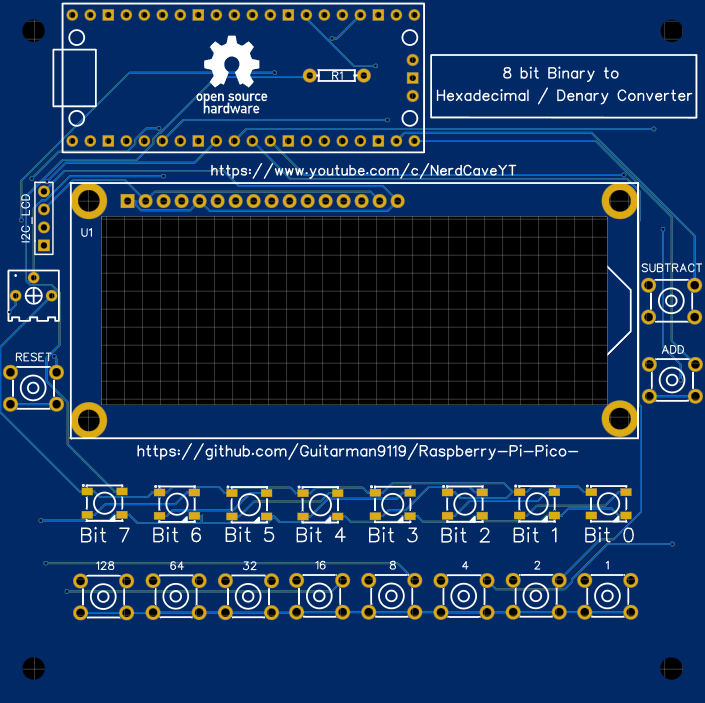 R1
open source
hardware
8 bit Binary to
Hexadecimal / Denary Converter
https://www.youtube.com/c/NerdCaveYT
I2C_LCD
U1
SUBTRACT
RESET
ADD
https://github.com/Guitarman9119/Raspberry-Pi-Pico-
Bit 7 Bit 6 Bit 5 Bit 4 Bit 3 Bit 2 Bit 1 Bit 0
128 64 32 16 8 4 2 1